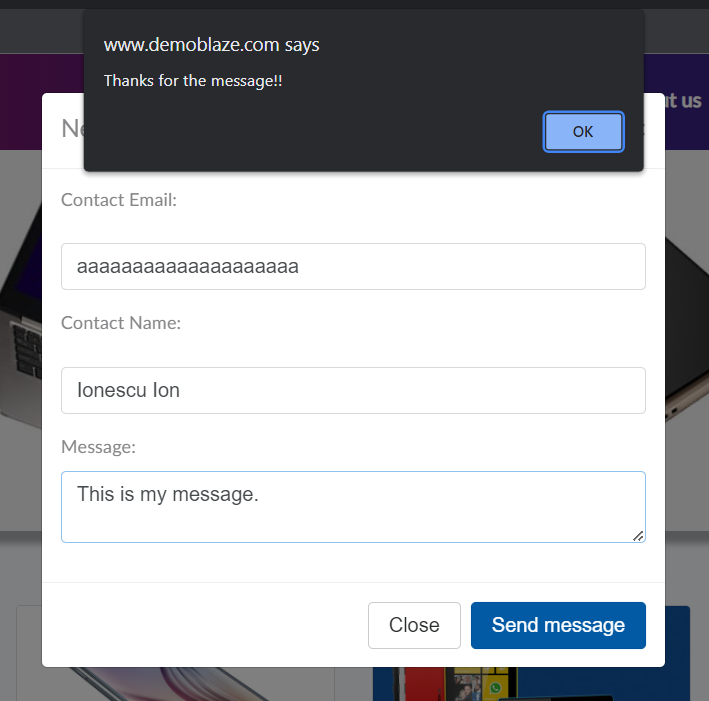 www.demoblaze.com says
Thanks for the message!!
OK
ut us
Ne
Contact Email:
aaaaaaaaaaaaaaaaaaaa
Contact Name:
Ionescu Ion
Message:
This is my message.
Close
Send message